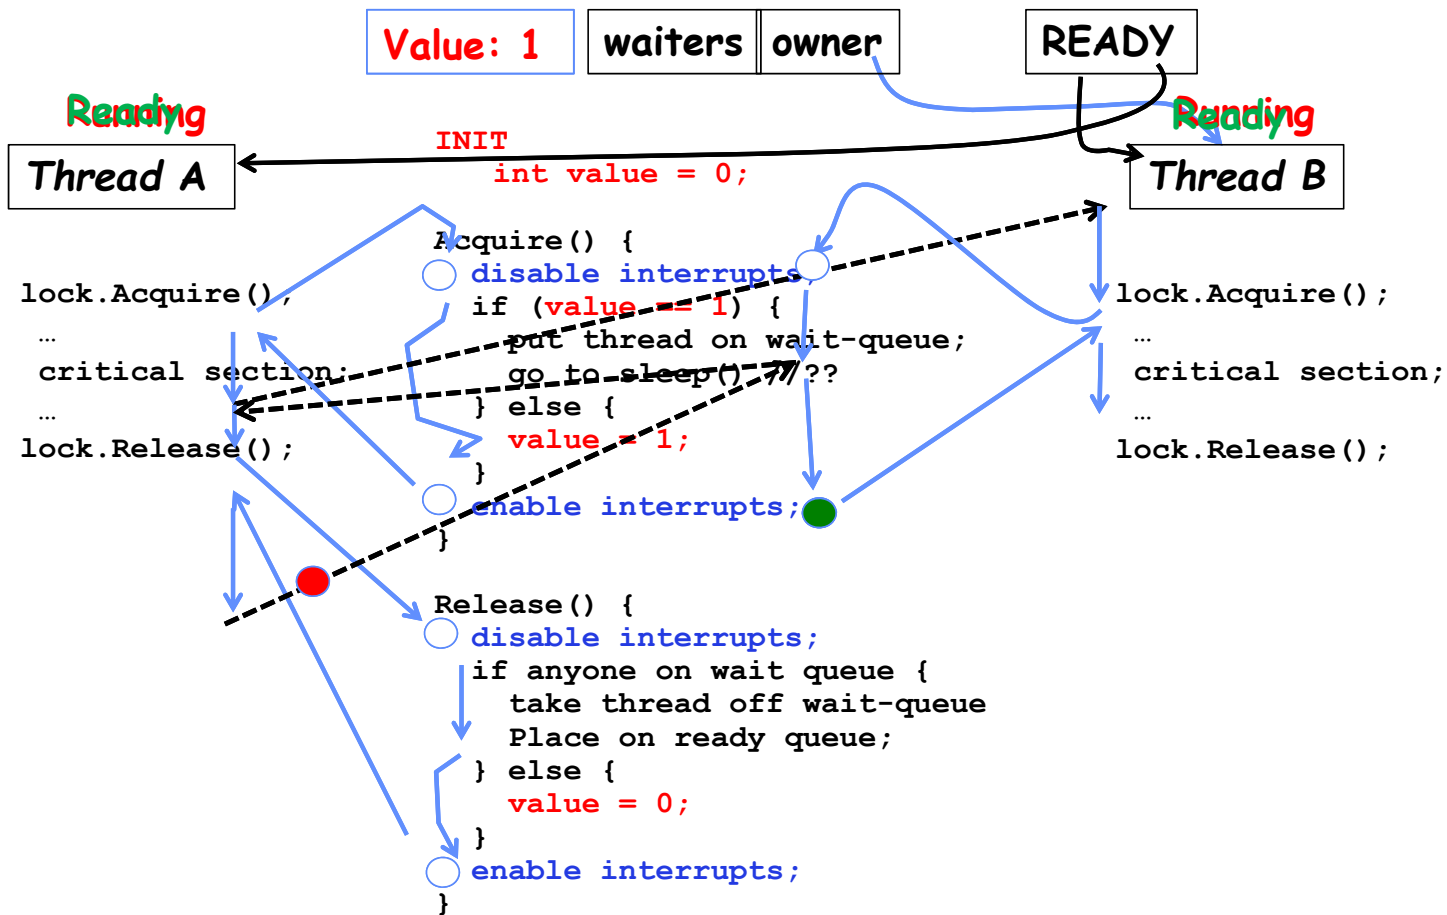 Value: 1
waiters
owner
READY
Running
Ready
Running
Ready
Thread A
Thread B
INIT
int value = 0;
lock.Acquire();
…
critical section;
…
lock.Release();
Acquire() {
disable interrupts;
if (value == 1) {
put thread on wait-queue;
go to sleep() //??
} else {
value = 1;
}
enable interrupts;
}
Release() {
disable interrupts;
if anyone on wait queue {
take thread off wait-queue
Place on ready queue;
} else {
value = 0;
}
enable interrupts;
}
lock.Acquire();
…
critical section;
…
lock.Release();